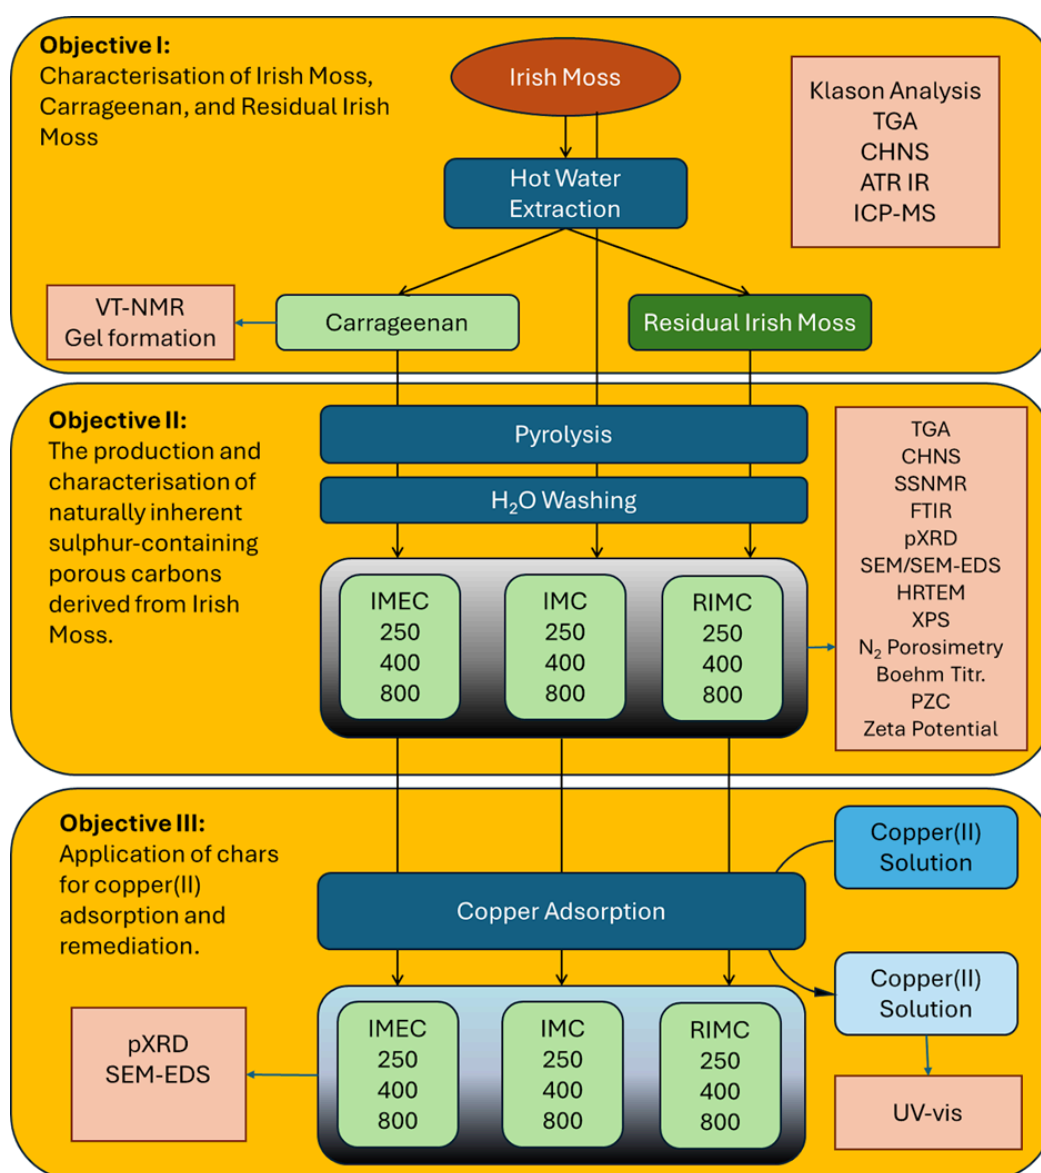 Objective I:
Characterisation of Irish Moss,
Carrageenan, and Residual Irish
Moss
Irish Moss
Klason Analysis
TGA
CHNS
ATR IR
ICP-MS
Hot Water
Extraction
VT-NMR
Gel formation
Carrageenan
Residual Irish Moss
Objective II:
The production and
characterisation of
naturally inherent
sulphur-containing
porous carbons
derived from Irish
Moss.
Pyrolysis
H₂O Washing
IMEC
250
400
800
IMC
250
400
800
RIMC
250
400
800
TGA
CHNS
SSNMR
FTIR
pXRD
SEM/SEM-EDS
HRTEM
XPS
N₂ Porosimetry
Boehm Titr.
PZC
Zeta Potential
Objective III:
Application of chars
for copper(II)
adsorption and
remediation.
Copper(II)
Solution
Copper Adsorption
Copper(II)
Solution
pXRD
SEM-EDS
IMEC
250
400
800
IMC
250
400
800
RIMC
250
400
800
UV-vis